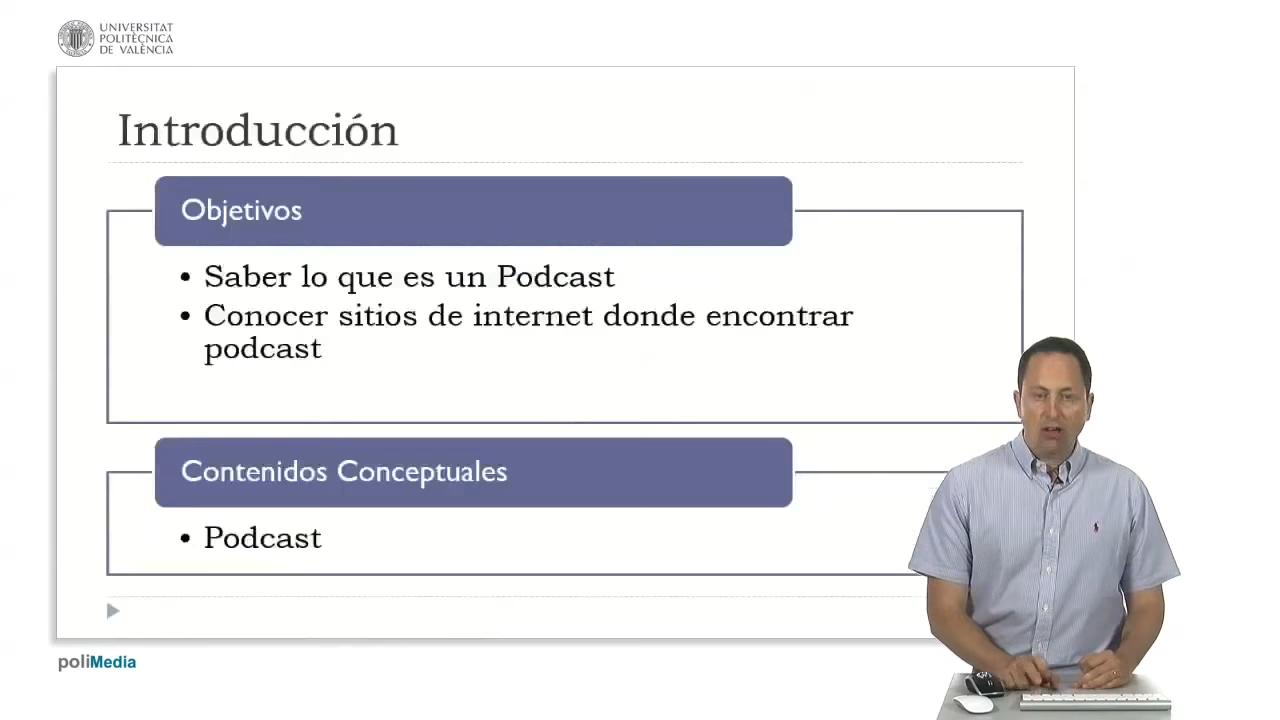 UNIVERSITAT
POLITÈCNICA
DE VALÈNCIA
Introducción
Objetivos
• Saber lo que es un Podcast
• Conocer sitios de internet donde encontrar
podcast
Contenidos Conceptuales
• Podcast
poliMedia